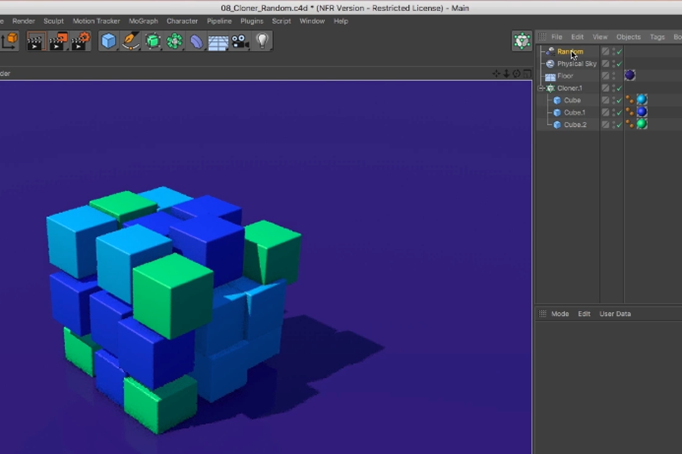 08_Cloner_Random.c4d * (NFR Version - Restricted License) - Main
Render Sculpt Motion Tracker MoGraph Character Pipeline Plugins Script Window Help
File Edit View Objects Tags
der
Random
Physical Sky
Floor
Cloner.1
Cube
Cube.1
Cube.2
Mode Edit User Data